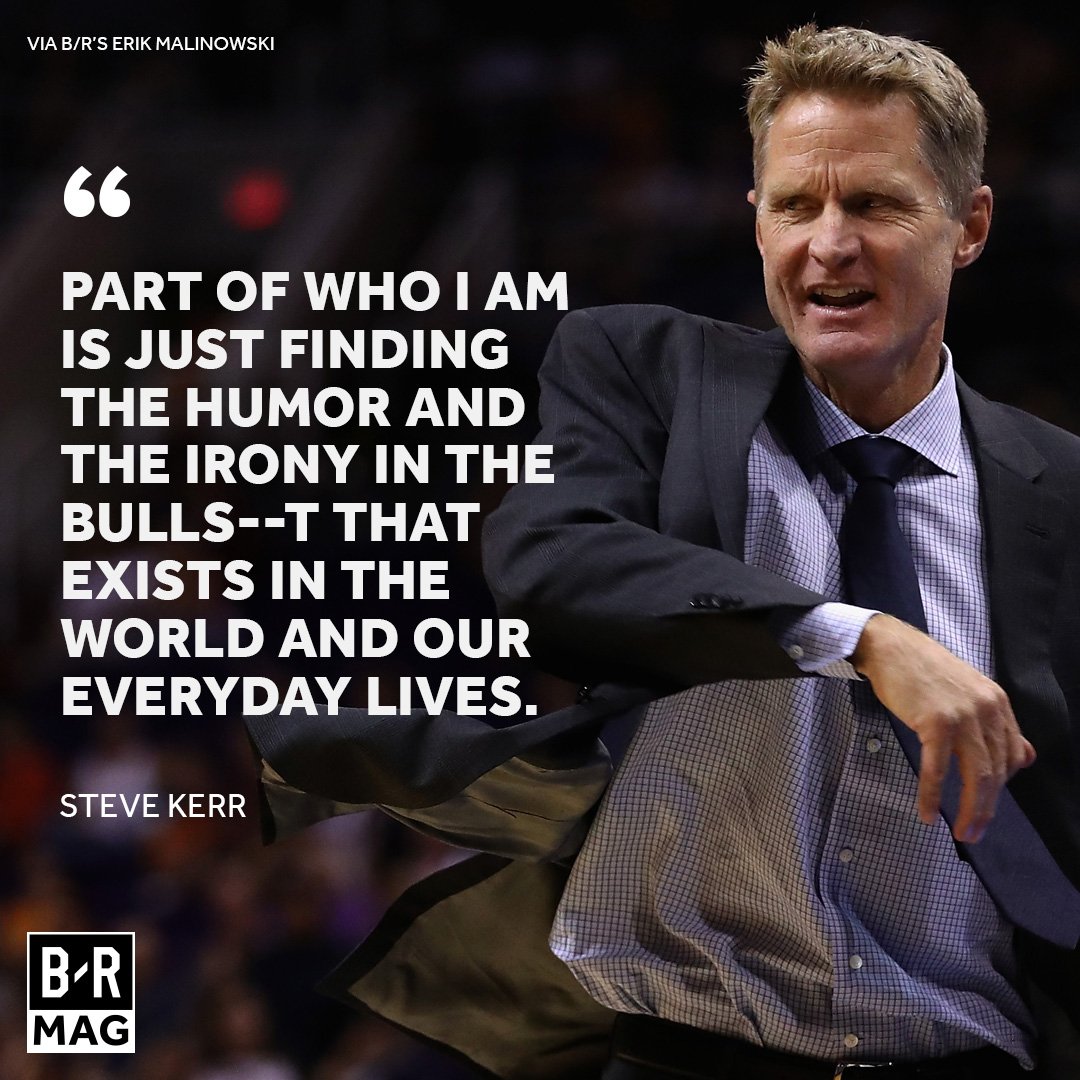 VIA B/R'S ERIK MALINOWSKI
“
PART OF WHO I AM
IS JUST FINDING
THE HUMOR AND
THE IRONY IN THE
BULLS--T THAT
EXISTS IN THE
WORLD AND OUR
EVERYDAY LIVES.
STEVE KERR
B-R
MAG